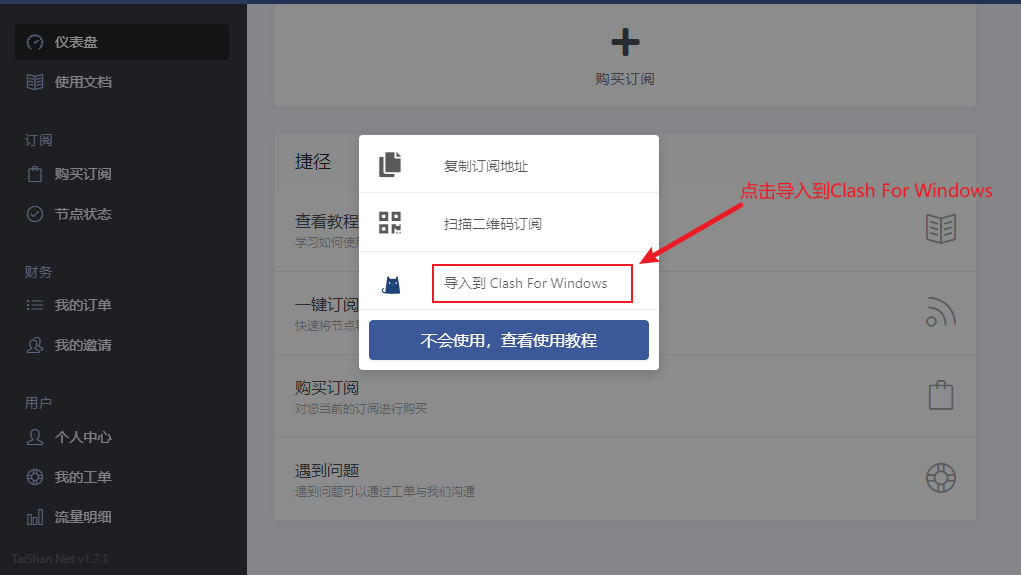 仪表盘
使用文档
订阅
购买订阅
节点状态
财务
我的订单
我的邀请
用户
个人中心
我的工单
流量明细
TaiShan Net v1.7.1
购买订阅
捷径
查看教程
学习如何使用
一键订阅
快速将节点
购买订阅
对您当前的订阅进行购买
遇到问题
遇到问题可以通过工单与我们沟通
复制订阅地址
扫描二维码订阅
导入到 Clash For Windows
不会使用，查看使用教程
点击导入到Clash For Windows